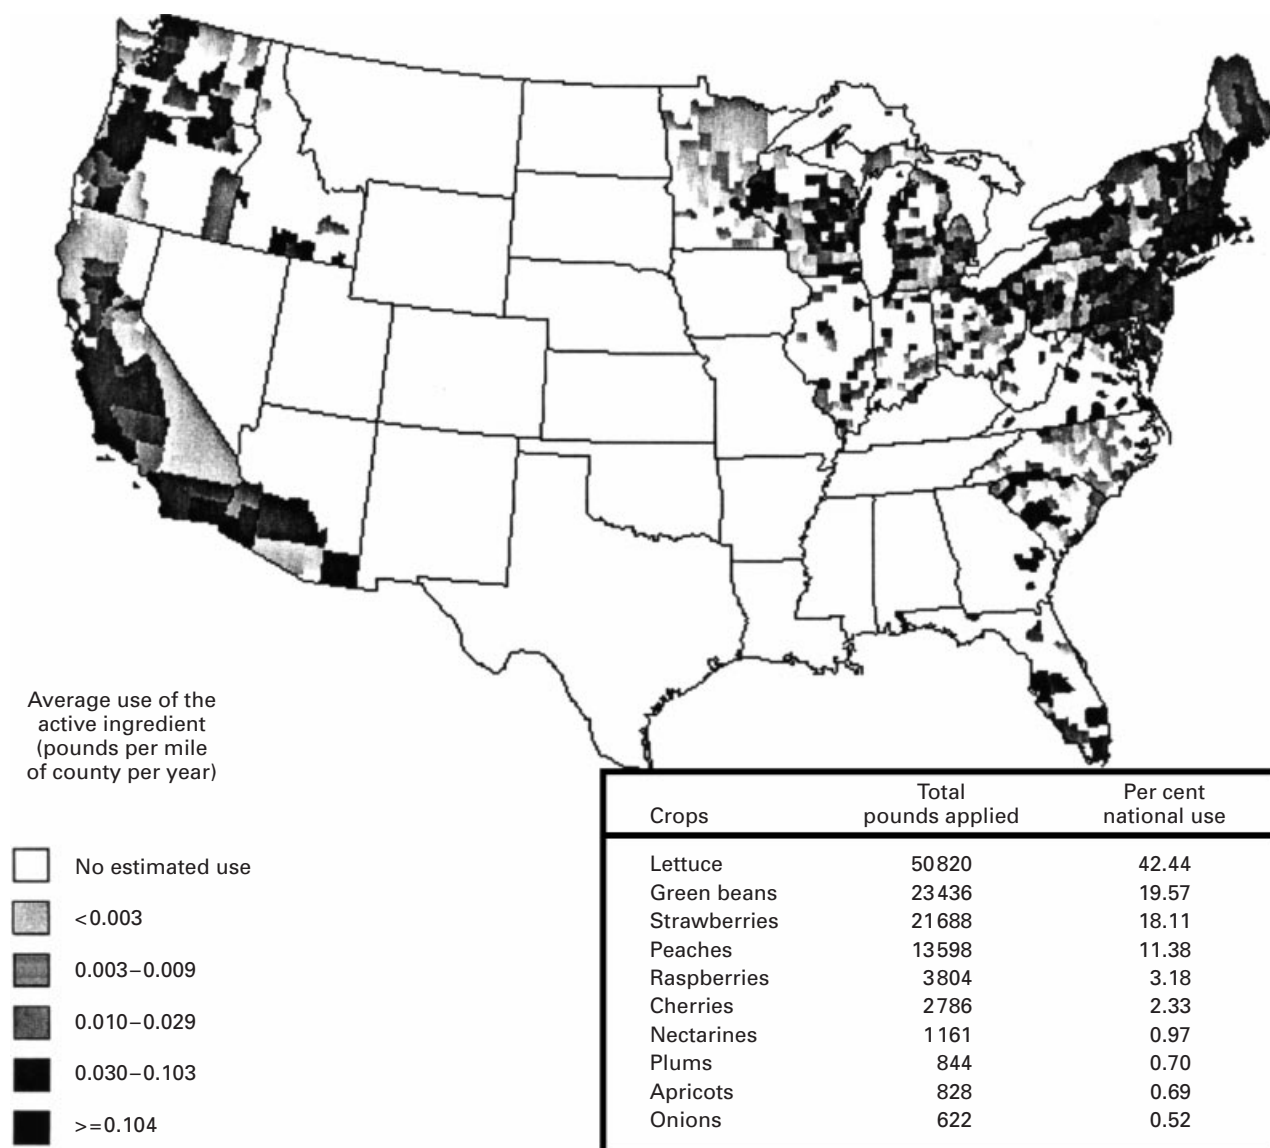 Average use of the
active ingredient
(pounds per mile
of county per year)
No estimated use
<0.003
0.003–0.009
0.010–0.029
0.030–0.103
>=0.104
Total Per cent
Crops pounds applied national use
Lettuce 50820 42.44
Green beans 23436 19.57
Strawberries 21688 18.11
Peaches 13598 11.38
Raspberries 3804 3.18
Cherries 2786 2.33
Nectarines 1161 0.97
Plums 844 0.70
Apricots 828 0.69
Onions 622 0.52